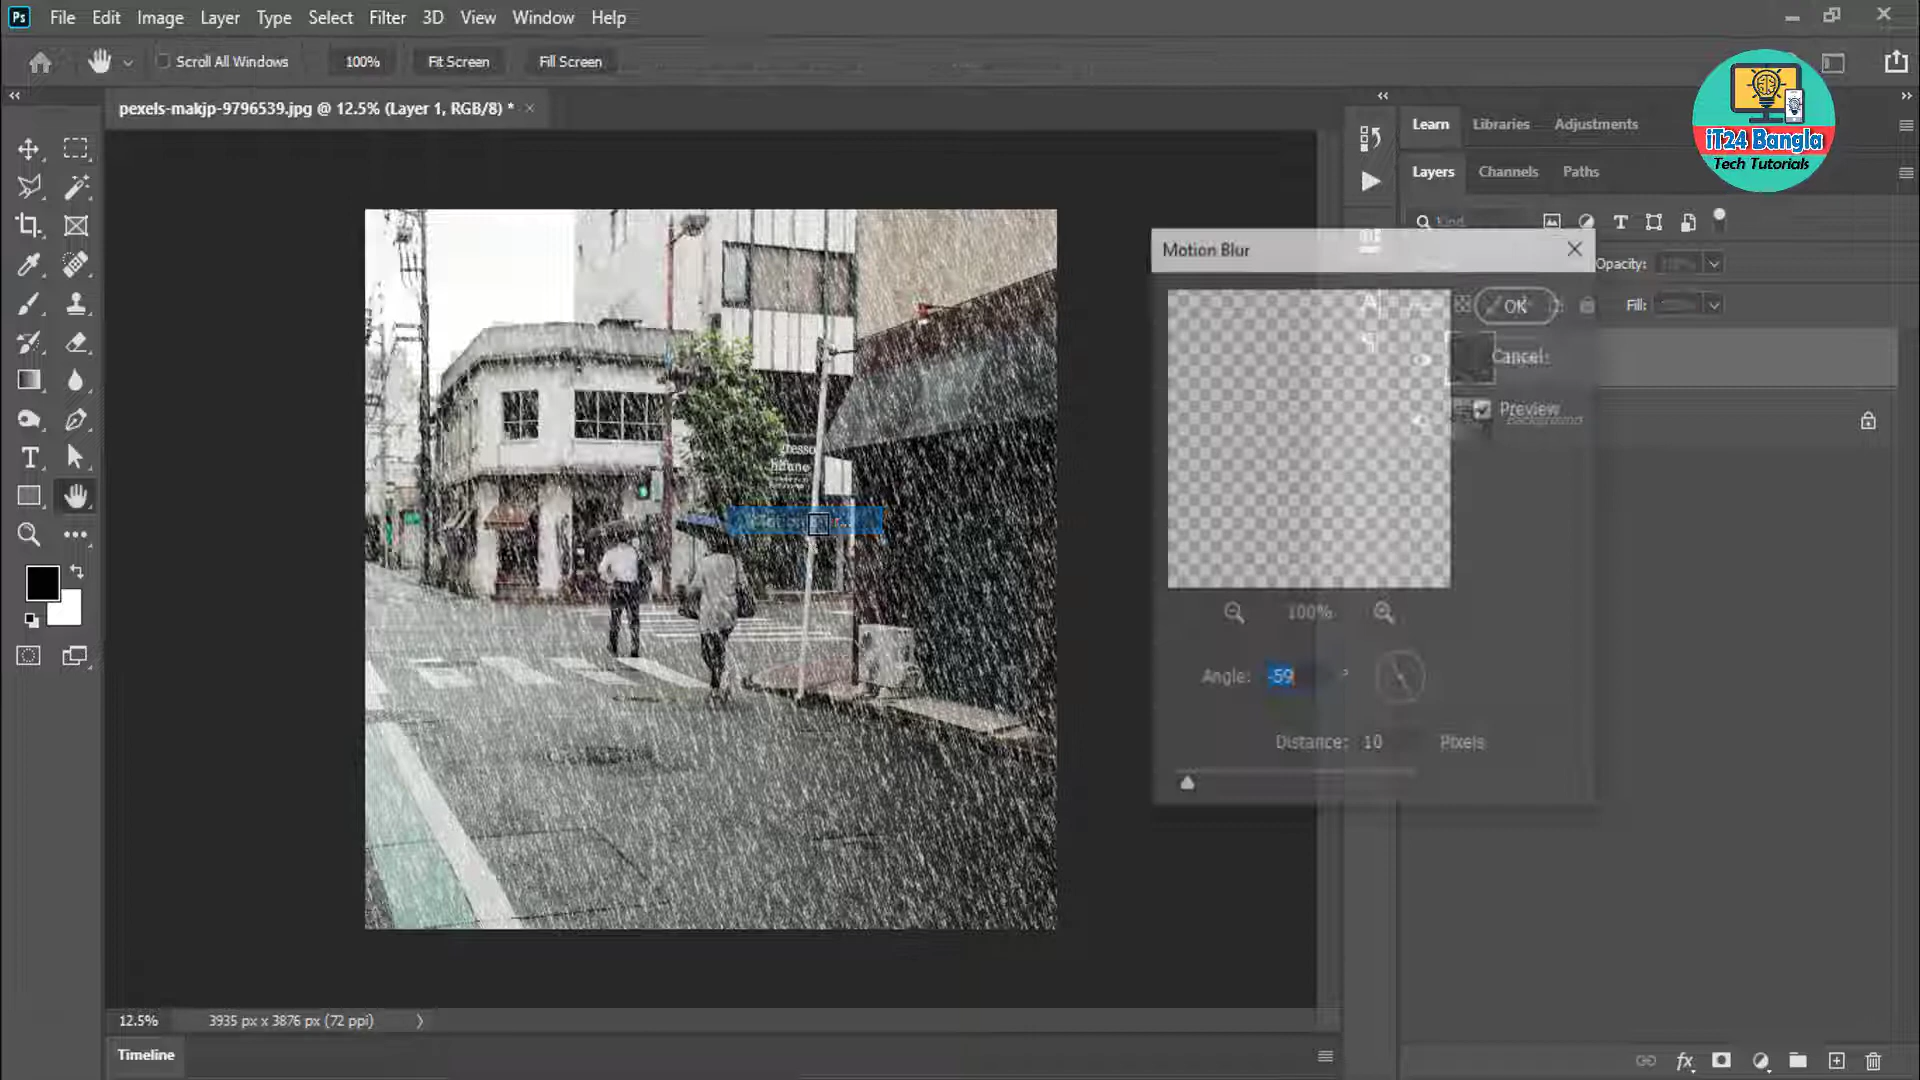 Ps File Edit Image Layer Type Select Filter 3D View Window Help
Scroll All Windows 100% Fit Screen Fill Screen
pexels-makjp-9796539.jpg @ 12.5% (Layer 1, RGB/8) *
Learn Libraries Adjustments
iT24 Bangla
Tech Tutorials
Layers Channels Paths
Kind
Motion Blur
Opacity:
OK
Fill:
Cancel
Preview
Background
100%
Angle: -59 °
Distance: 10 Pixels
12.5% 3935 px x 3876 px (72 ppi)
Timeline